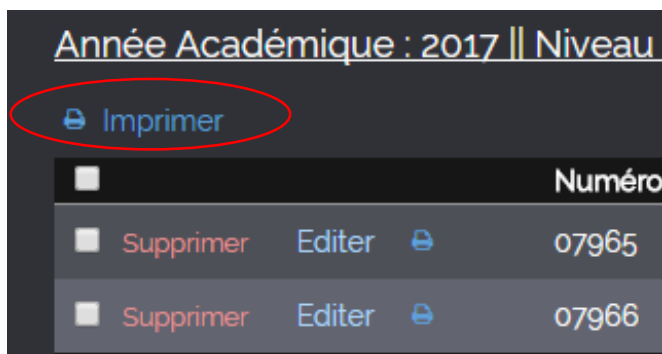 Année Académique : 2017 || Niveau
Imprimer
Numéro
Supprimer Editer 07965
Supprimer Editer 07966